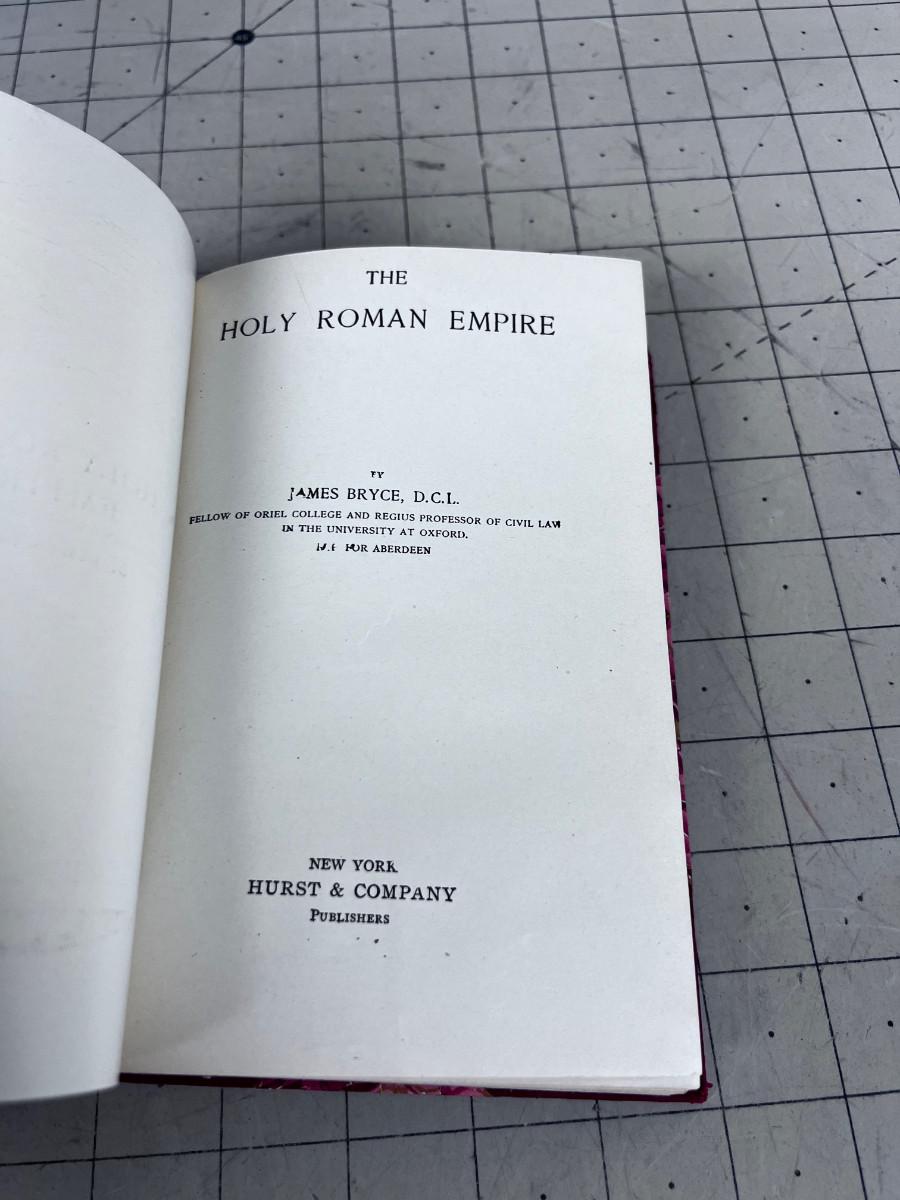 THE
HOLY ROMAN EMPIRE
BY
JAMES BRYCE, D.C.L.
FELLOW OF ORIEL COLLEGE AND REGIUS PROFESSOR OF CIVIL LAW
IN THE UNIVERSITY AT OXFORD.
FOR ABERDEEN
NEW YORK
HURST & COMPANY
PUBLISHERS